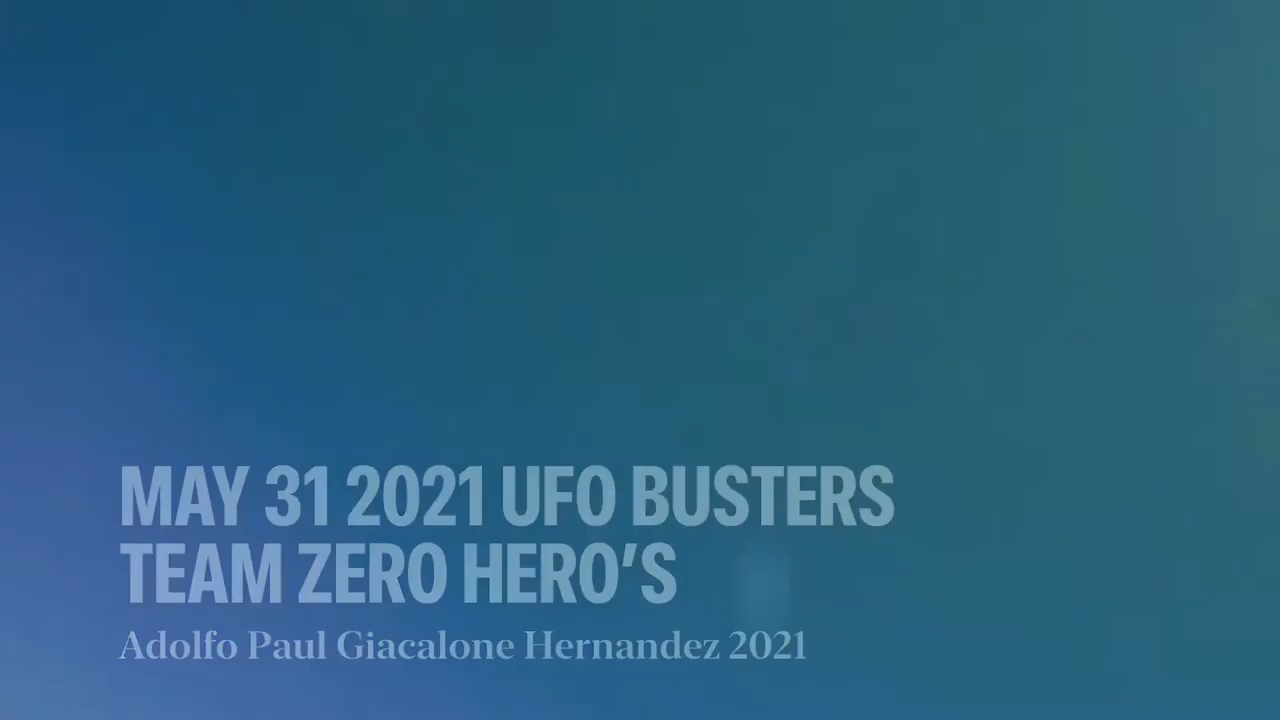 MAY 31 2021 UFO BUSTERS
TEAM ZERO HERO’S
Adolfo Paul Giacalone Hernandez 2021